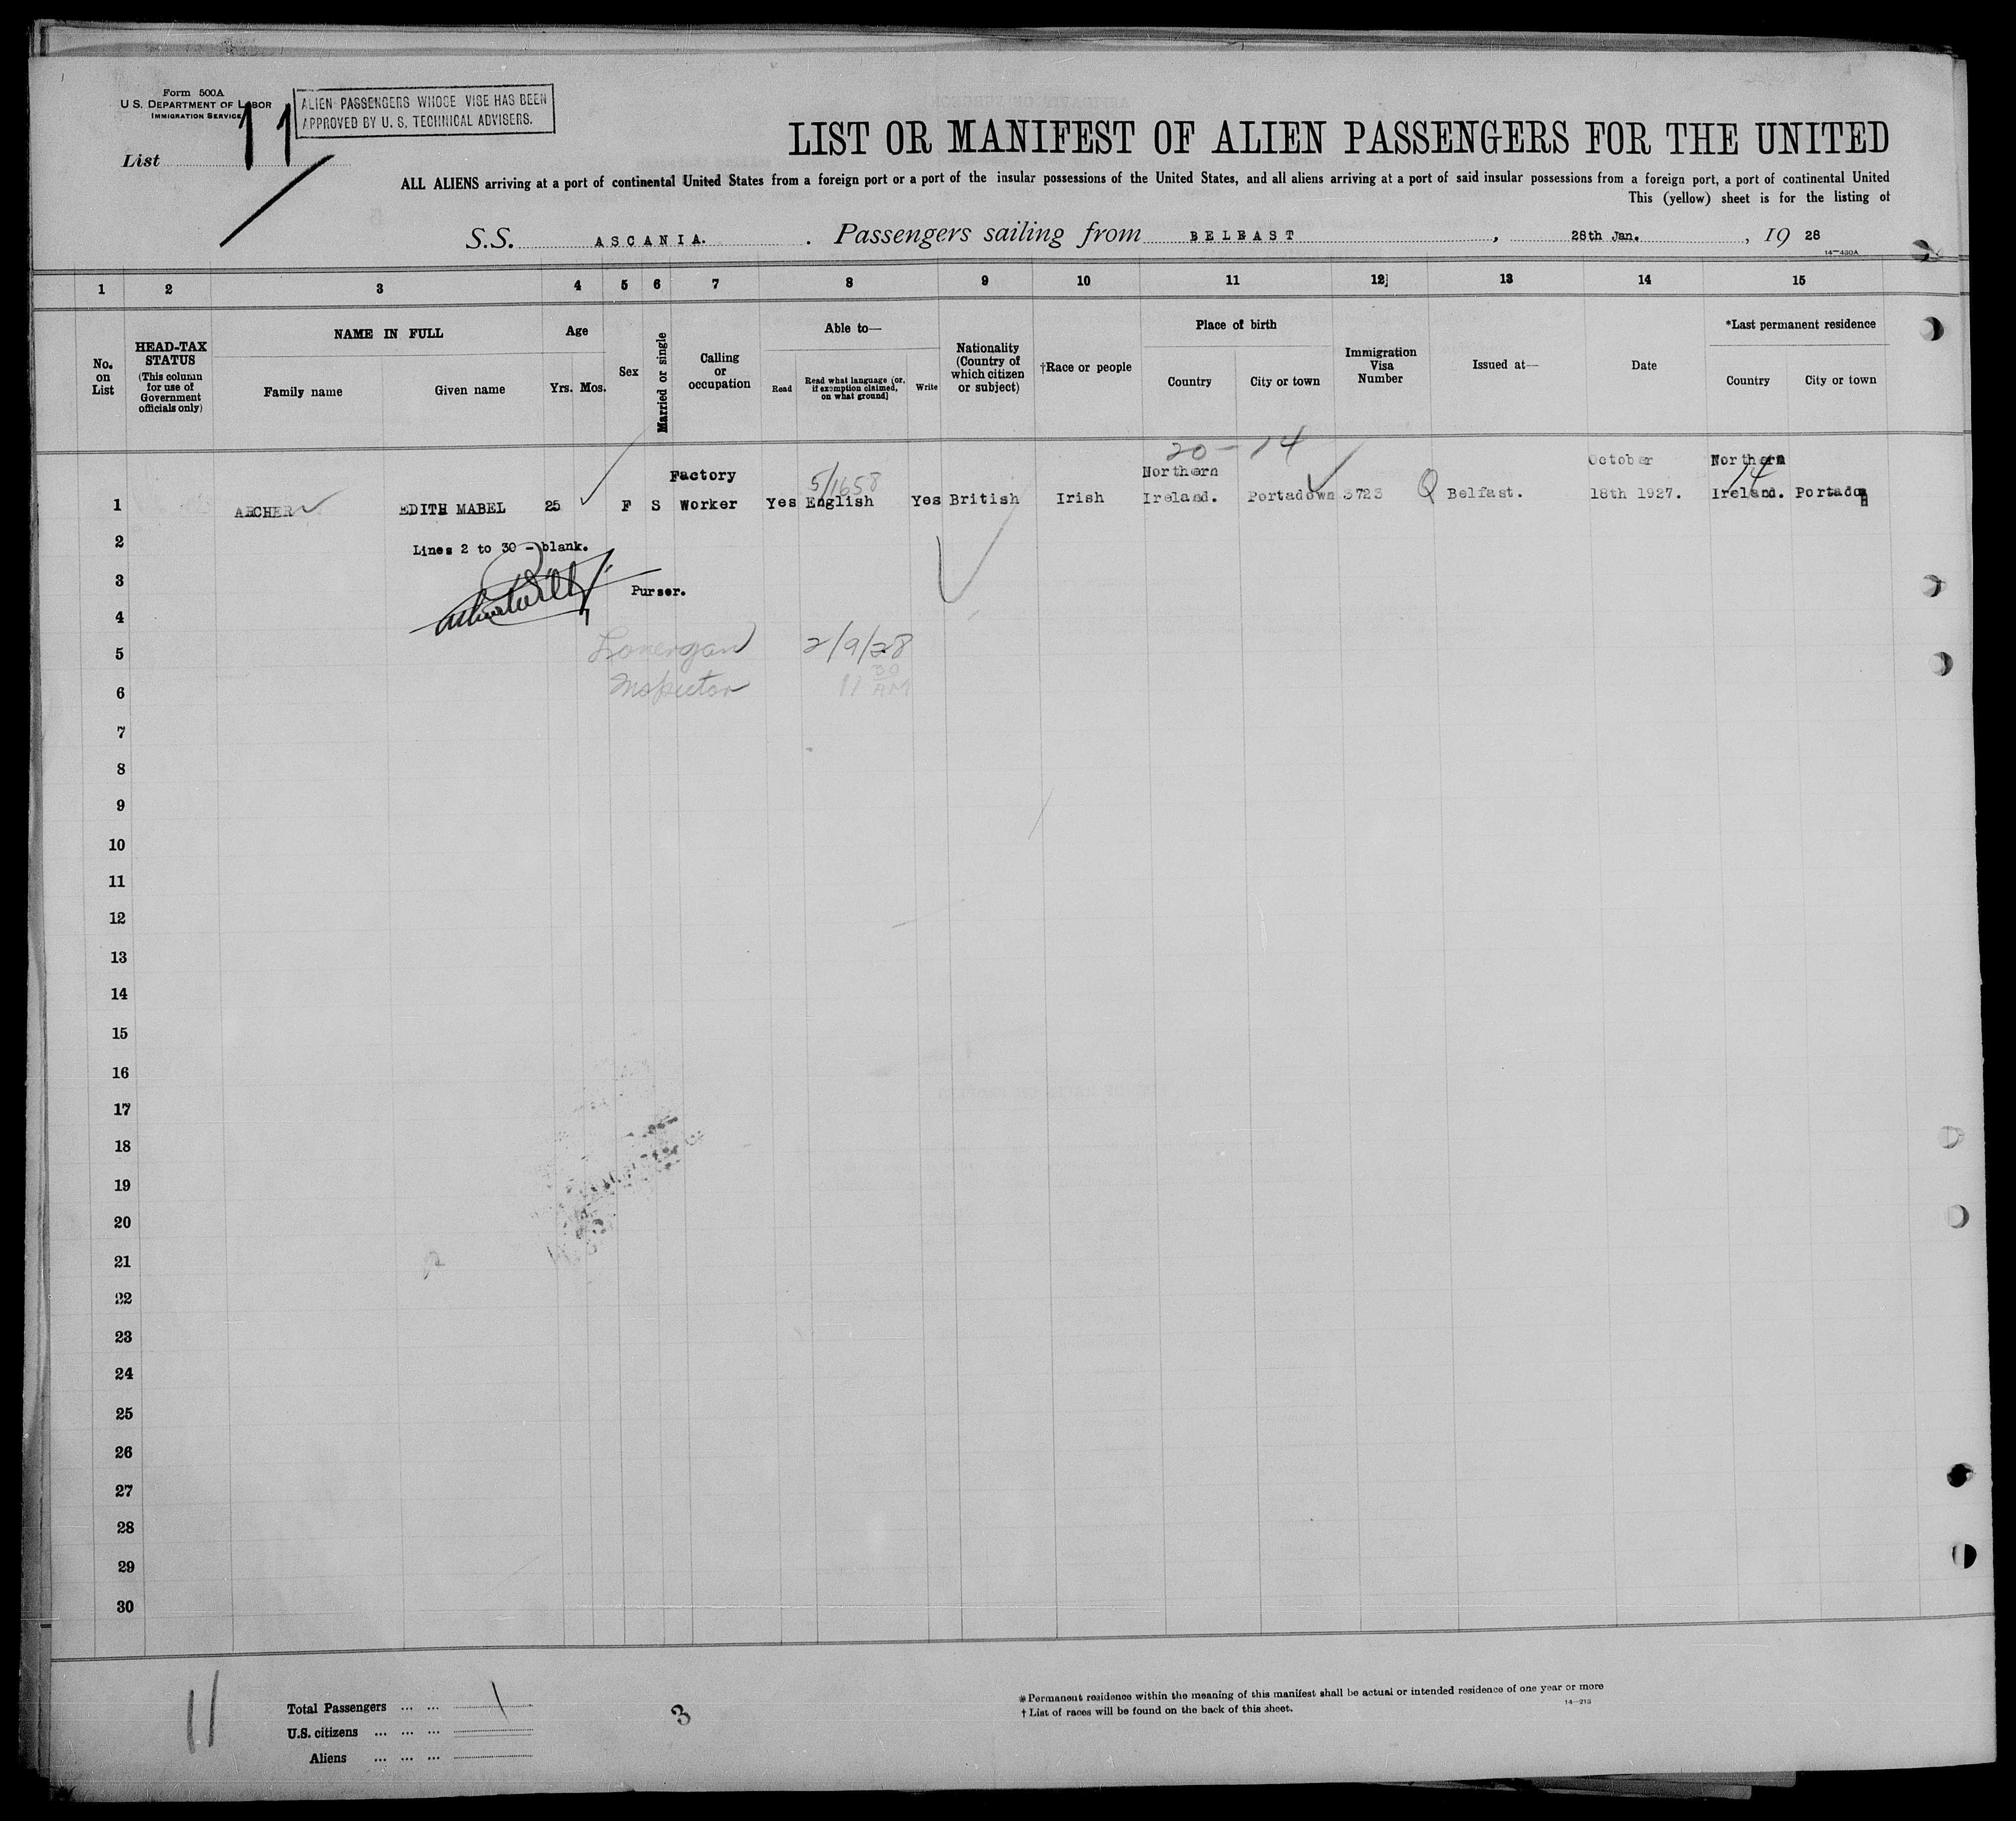 Form 500A
U.S. DEPARTMENT OF LABOR
IMMIGRATION SERVICE
ALIEN PASSENGERS WHOSE VISE HAS BEEN
APPROVED BY U. S. TECHNICAL ADVISERS.
List 11
LIST OR MANIFEST OF ALIEN PASSENGERS FOR THE UNITED
ALL ALIENS arriving at a port of continental United States from a foreign port or a port of the insular possessions of the United States, and all aliens arriving at a port of said insular possessions from a foreign port, a port of continental United
This (yellow) sheet is for the listing of
S.S. ASCANIA. Passengers sailing from BELFAST, 28th Jan., 19 28
14—430A
1 2 3 4 5 6 7 8 9 10 11 12 13 14 15
No. on List
HEAD-TAX STATUS (This column for use of Government officials only)
NAME IN FULL
Family name Given name
Age
Yrs. Mos.
Sex
Married or single
Calling or occupation
Able to—
Read Read what language (or, if exemption claimed, on what ground) Write
Nationality (Country of which citizen or subject)
†Race or people
Place of birth
Country City or town
Immigration Visa Number
Issued at—
Date
*Last permanent residence
Country City or town
20-14
Factory 5/1658 Northern October Northern 14
1 ARCHER EDITH MABEL 25 F S Worker Yes English Yes British Irish Ireland. Portadown 3723 Q Belfast. 18th 1927. Ireland. Portadown
2 Lines 2 to 30 - blank.
3 Purser.
4
5 Lonergan 2/9/28
6 Inspector 11 30 AM
7
8
9
10
11
12
13
14
15
16
17
18
19
20
21
22
23
24
25
26
27
28
29
30
11
Total Passengers ... ... 1
U.S. citizens ... ... ...
Aliens ... ... ...
3
* Permanent residence within the meaning of this manifest shall be actual or intended residence of one year or more
† List of races will be found on the back of this sheet.
14—213